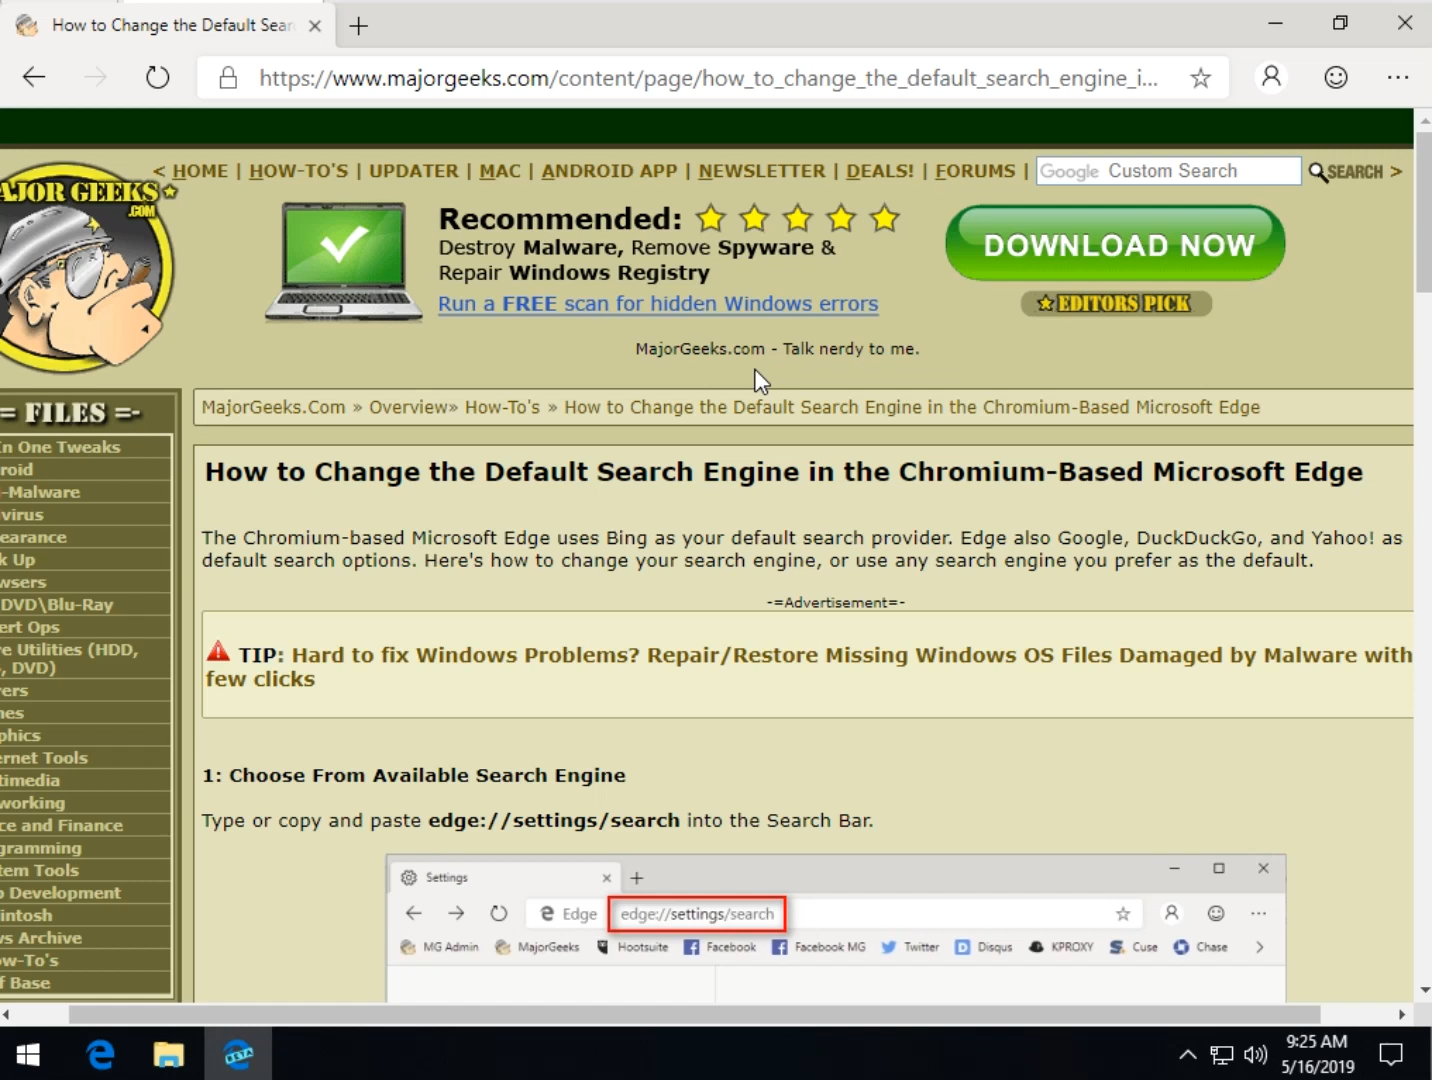 How to Change the Default Sear
https://www.majorgeeks.com/content/page/how_to_change_the_default_search_engine_i...
MAJOR GEEKS
.COM
< HOME | HOW-TO'S | UPDATER | MAC | ANDROID APP | NEWSLETTER | DEALS! | FORUMS | Google Custom Search SEARCH >
Recommended:
Destroy Malware, Remove Spyware &
Repair Windows Registry
Run a FREE scan for hidden Windows errors
DOWNLOAD NOW
EDITORS PICK
MajorGeeks.com - Talk nerdy to me.
= FILES =-
In One Tweaks
roid
-Malware
virus
earance
k Up
wsers
DVD\Blu-Ray
ert Ops
e Utilities (HDD,
, DVD)
ers
nes
phics
ernet Tools
timedia
working
ce and Finance
gramming
tem Tools
Development
intosh
ws Archive
ow-To's
f Base
MajorGeeks.Com » Overview» How-To's » How to Change the Default Search Engine in the Chromium-Based Microsoft Edge
How to Change the Default Search Engine in the Chromium-Based Microsoft Edge
The Chromium-based Microsoft Edge uses Bing as your default search provider. Edge also Google, DuckDuckGo, and Yahoo! as
default search options. Here's how to change your search engine, or use any search engine you prefer as the default.
-=Advertisement=-
TIP: Hard to fix Windows Problems? Repair/Restore Missing Windows OS Files Damaged by Malware with
few clicks
1: Choose From Available Search Engine
Type or copy and paste edge://settings/search into the Search Bar.
Settings
Edge edge://settings/search
MG Admin MajorGeeks Hootsuite Facebook Facebook MG Twitter Disqus KPROXY Cuse Chase
BETA
9:25 AM
5/16/2019